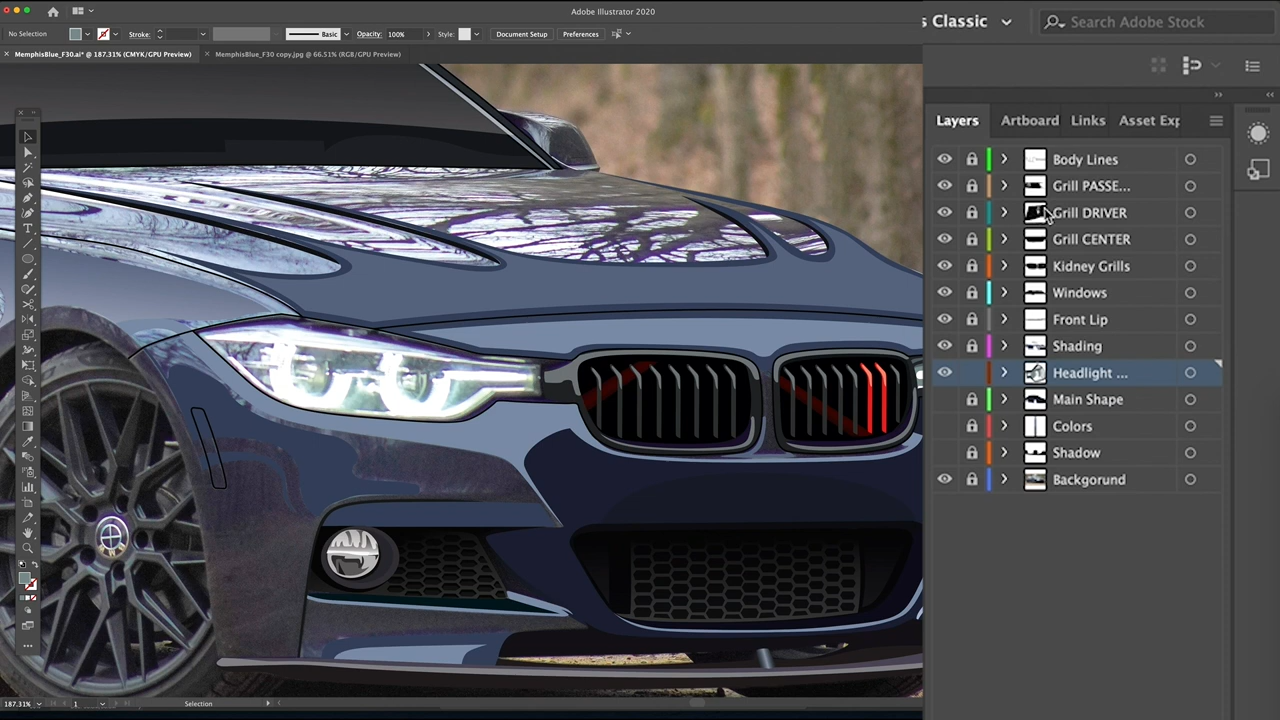 Adobe Illustrator 2020
s Classic
Search Adobe Stock
No Selection
Stroke:
Basic
Opacity:
100%
Style:
Document Setup
Preferences
× MemphisBlue_F30.ai* @ 187.31% (CMYK/GPU Preview)
× MemphisBlue_F30 copy.jpg @ 66.51% (RGB/GPU Preview)
Layers
Artboard
Links
Asset Exp
Body Lines
Grill PASSE...
Grill DRIVER
Grill CENTER
Kidney Grills
Windows
Front Lip
Shading
Headlight ...
Main Shape
Colors
Shadow
Backgorund
187.31%
1
Selection